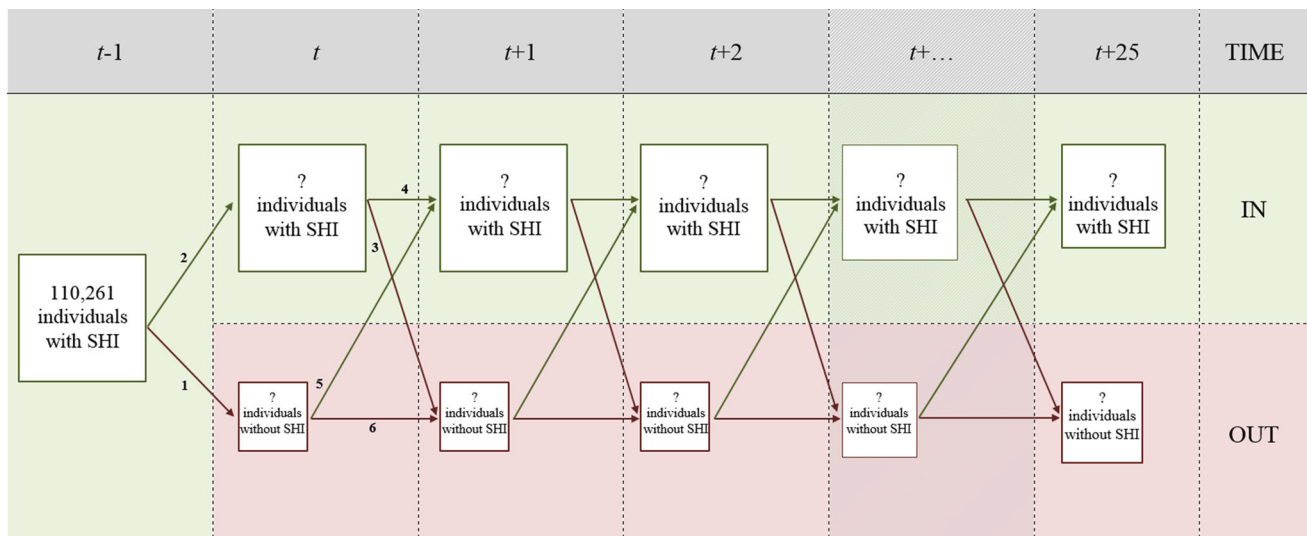 t-1
t
t+1
t+2
t+…
t+25
TIME
?
individuals
with SHI
?
individuals
with SHI
?
individuals
with SHI
?
individuals
with SHI
?
individuals
with SHI
IN
4
3
2
110,261
individuals
with SHI
1
5
6
?
individuals
without SHI
?
individuals
without SHI
?
individuals
without SHI
?
individuals
without SHI
?
individuals
without SHI
OUT